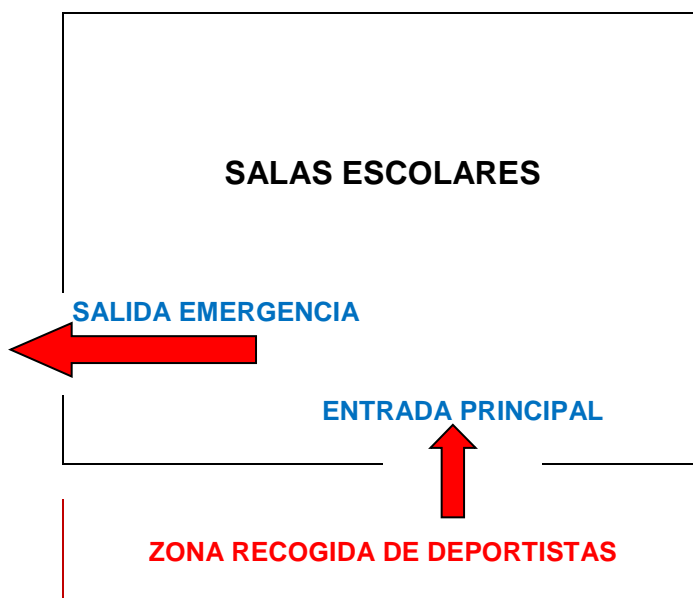 SALAS ESCOLARES
SALIDA EMERGENCIA
ENTRADA PRINCIPAL
ZONA RECOGIDA DE DEPORTISTAS